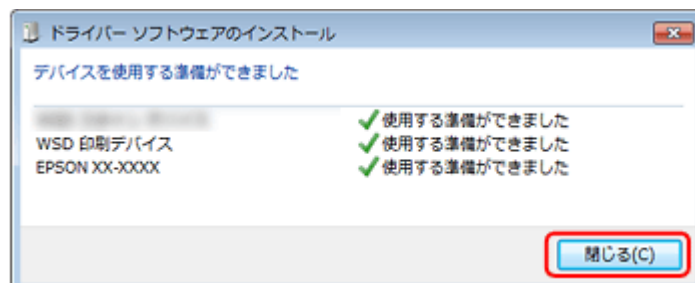 ドライバー ソフトウェアのインストール
デバイスを使用する準備ができました
使用する準備ができました
WSD 印刷デバイス 使用する準備ができました
EPSON XX-XXXX 使用する準備ができました
閉じる(C)